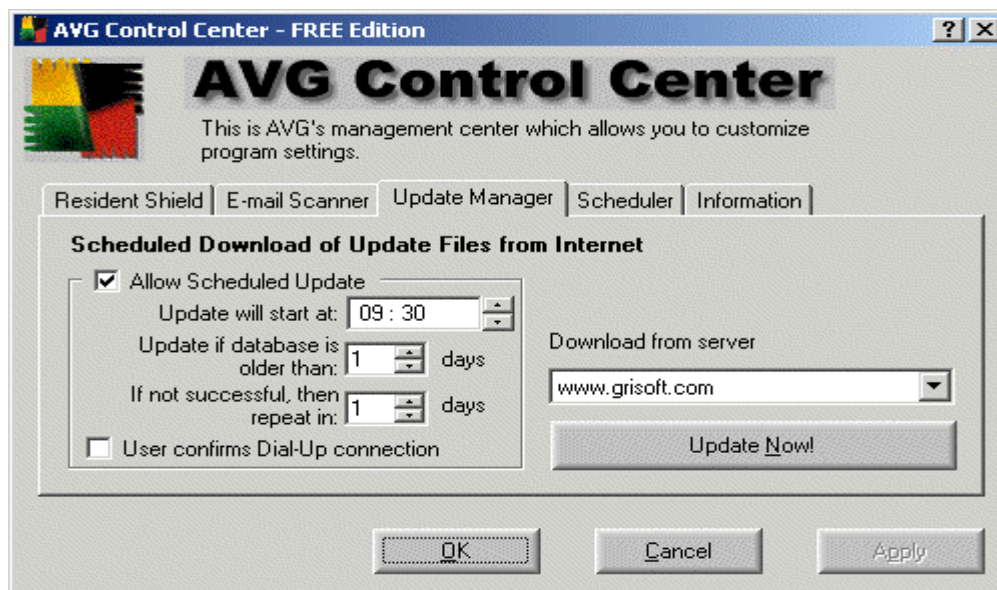 AVG Control Center - FREE Edition
AVG Control Center
This is AVG's management center which allows you to customize
program settings.
Resident Shield E-mail Scanner Update Manager Scheduler Information
Scheduled Download of Update Files from Internet
Allow Scheduled Update
Update will start at: 09 : 30
Update if database is
older than: 1 days
If not successful, then
repeat in: 1 days
User confirms Dial-Up connection
Download from server
www.grisoft.com
Update Now!
OK Cancel Apply